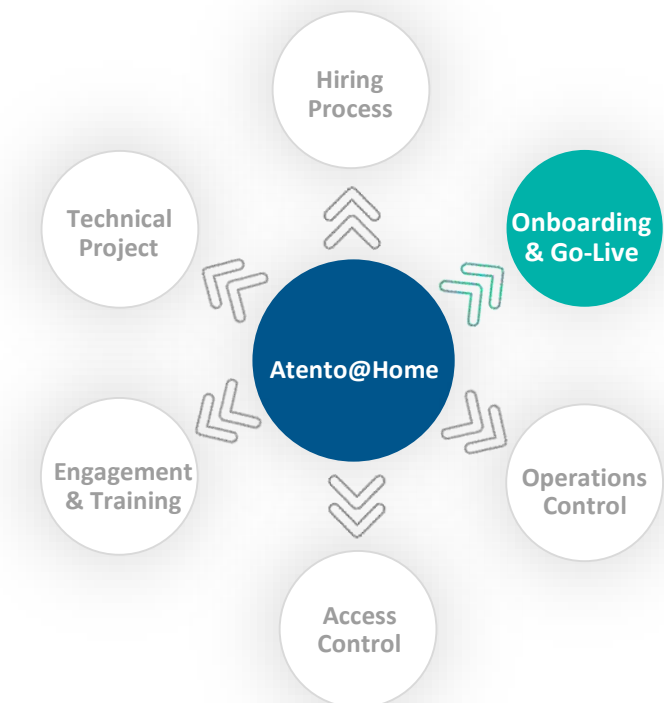 Hiring
Process
Technical
Project
Onboarding
& Go-Live
Atento@Home
Engagement
& Training
Operations
Control
Access
Control